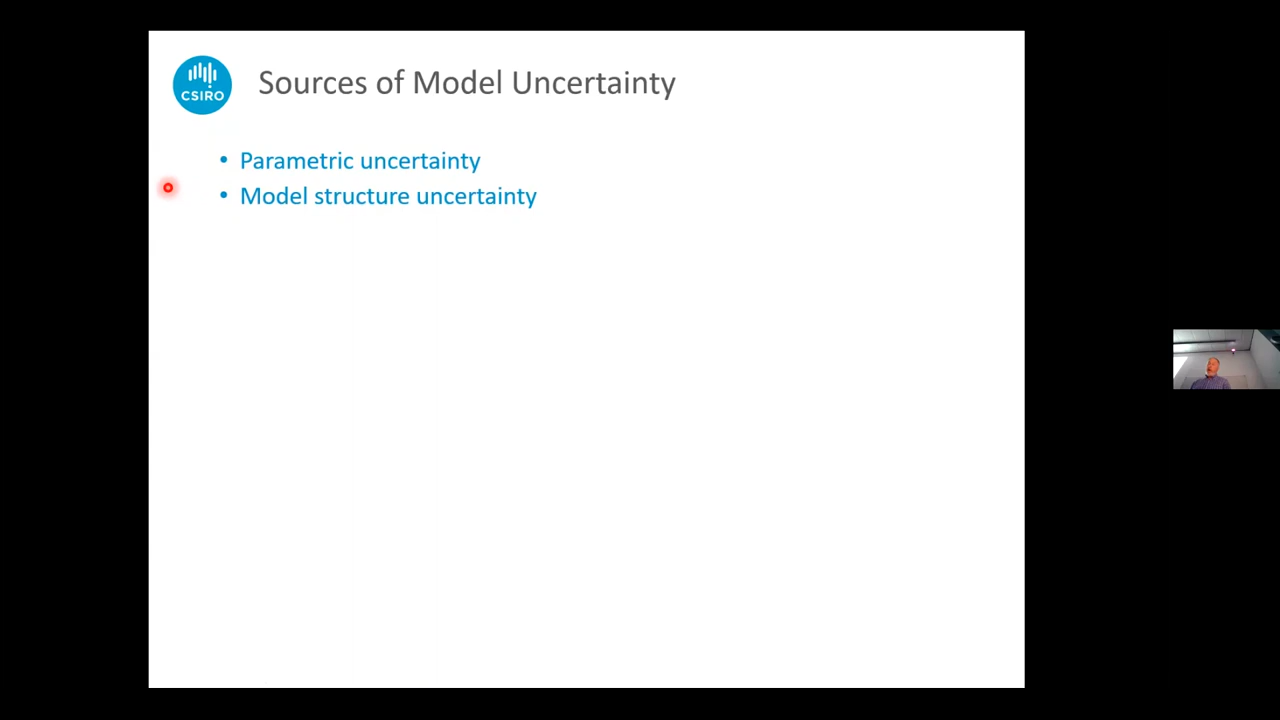 CSIRO
Sources of Model Uncertainty
• Parametric uncertainty
• Model structure uncertainty